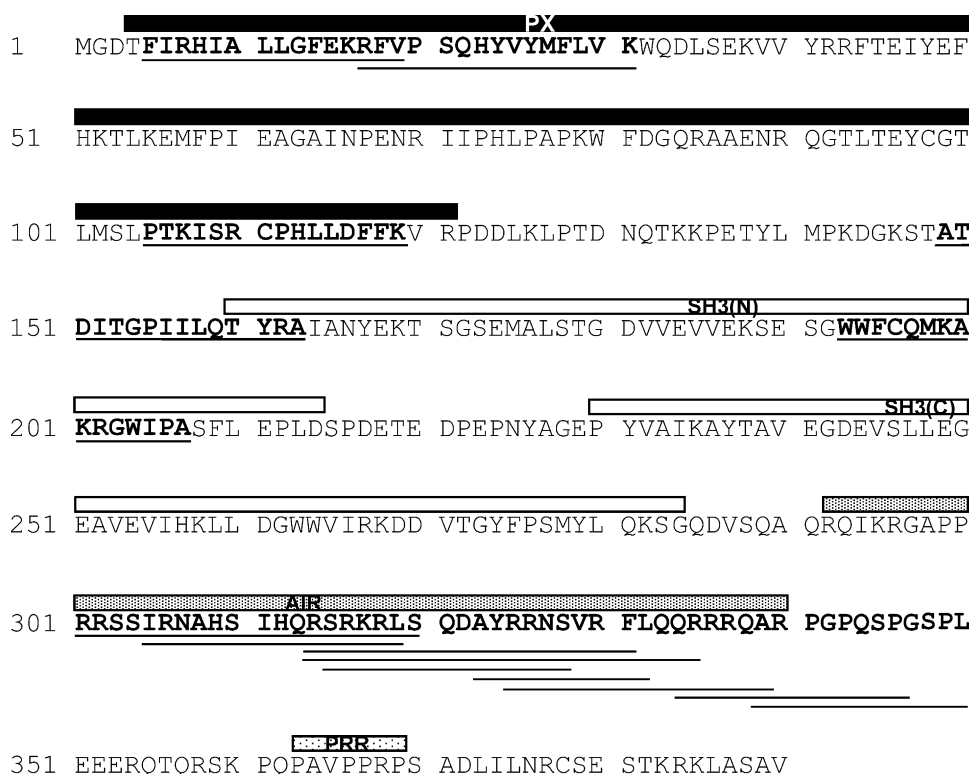 PX
1 MGDTFIRHIA LLGFEKRFVP SQHYVYMFLV KWQDLSEKVV YRRFTEIYEF
51 HKTLKEMFPI EAGAINPENR IIPHLPAPKW FDGQRAAENR QGTLTEYCGT
101 LMSLPTKISR CPHLLDFFKV RPDDLKLPTD NQTKKPETYL MPKDGKSTAT
SH3(N)
151 DITGPIILQT YRAIANYEKT SGSEMALSTG DVVEVVEKSE SGWWFCQMKA
201 KRGWIPASFL EPLDSPDETE DPEPNYAGEP YVAIKAYTAV EGDEVSLLEG
SH3(C)
251 EAVEVIHKLL DGWWVIRKDD VTGYFPSMYL QKSGQDVSQA QRQIKRGAPP
AIR
301 RRSSIRNAHS IHQRSRKRLS QDAYRRNSVR FLQQRRRQAR PGPQSPGSPL
PRR
351 EEERQTQRSK PQPAVPPRPS ADLILNRCSE STKRKLASAV